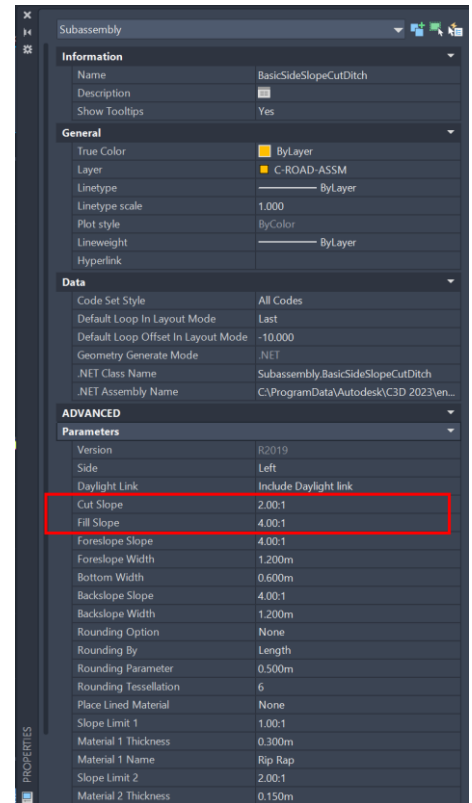 Subassembly
Information
Name BasicSideSlopeCutDitch
Description
Show Tooltips Yes
General
True Color ByLayer
Layer C-ROAD-ASSM
Linetype ByLayer
Linetype scale 1.000
Plot style ByColor
Lineweight ByLayer
Hyperlink
Data
Code Set Style All Codes
Default Loop In Layout Mode Last
Default Loop Offset In Layout Mode -10.000
Geometry Generate Mode .NET
.NET Class Name Subassembly.BasicSideSlopeCutDitch
.NET Assembly Name C:\ProgramData\Autodesk\C3D 2023\en...
ADVANCED
Parameters
Version R2019
Side Left
Daylight Link Include Daylight link
Cut Slope 2.00:1
Fill Slope 4.00:1
Foreslope Slope 4.00:1
Foreslope Width 1.200m
Bottom Width 0.600m
Backslope Slope 4.00:1
Backslope Width 1.200m
Rounding Option None
Rounding By Length
Rounding Parameter 0.500m
Rounding Tessellation 6
Place Lined Material None
Slope Limit 1 1.00:1
Material 1 Thickness 0.300m
Material 1 Name Rip Rap
Slope Limit 2 2.00:1
Material 2 Thickness 0.150m
PROPERTIES